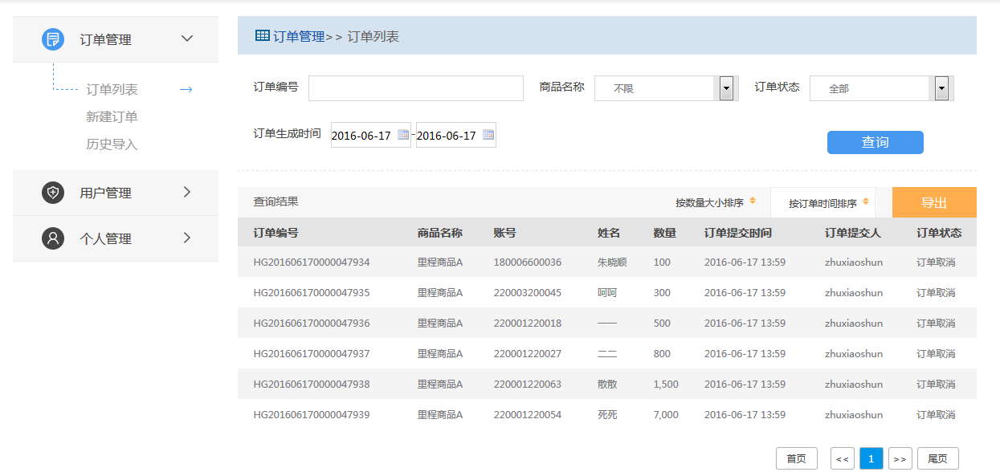 订单管理
订单列表 →
新建订单
历史导入
用户管理
个人管理
订单管理>> 订单列表
订单编号 商品名称 不限 订单状态 全部
订单生成时间 2016-06-17 - 2016-06-17 查询
查询结果 按数量大小排序 按订单时间排序 导出
订单编号 商品名称 账号 姓名 数量 订单提交时间 订单提交人 订单状态
HG201606170000047934 里程商品A 180006600036 朱晓顺 100 2016-06-17 13:59 zhuxiaoshun 订单取消
HG201606170000047935 里程商品A 220003200045 呵呵 300 2016-06-17 13:59 zhuxiaoshun 订单取消
HG201606170000047936 里程商品A 220001220018 一一 500 2016-06-17 13:59 zhuxiaoshun 订单取消
HG201606170000047937 里程商品A 220001220027 二二 800 2016-06-17 13:59 zhuxiaoshun 订单取消
HG201606170000047938 里程商品A 220001220063 散散 1,500 2016-06-17 13:59 zhuxiaoshun 订单取消
HG201606170000047939 里程商品A 220001220054 死死 7,000 2016-06-17 13:59 zhuxiaoshun 订单取消
首页 << 1 >> 尾页